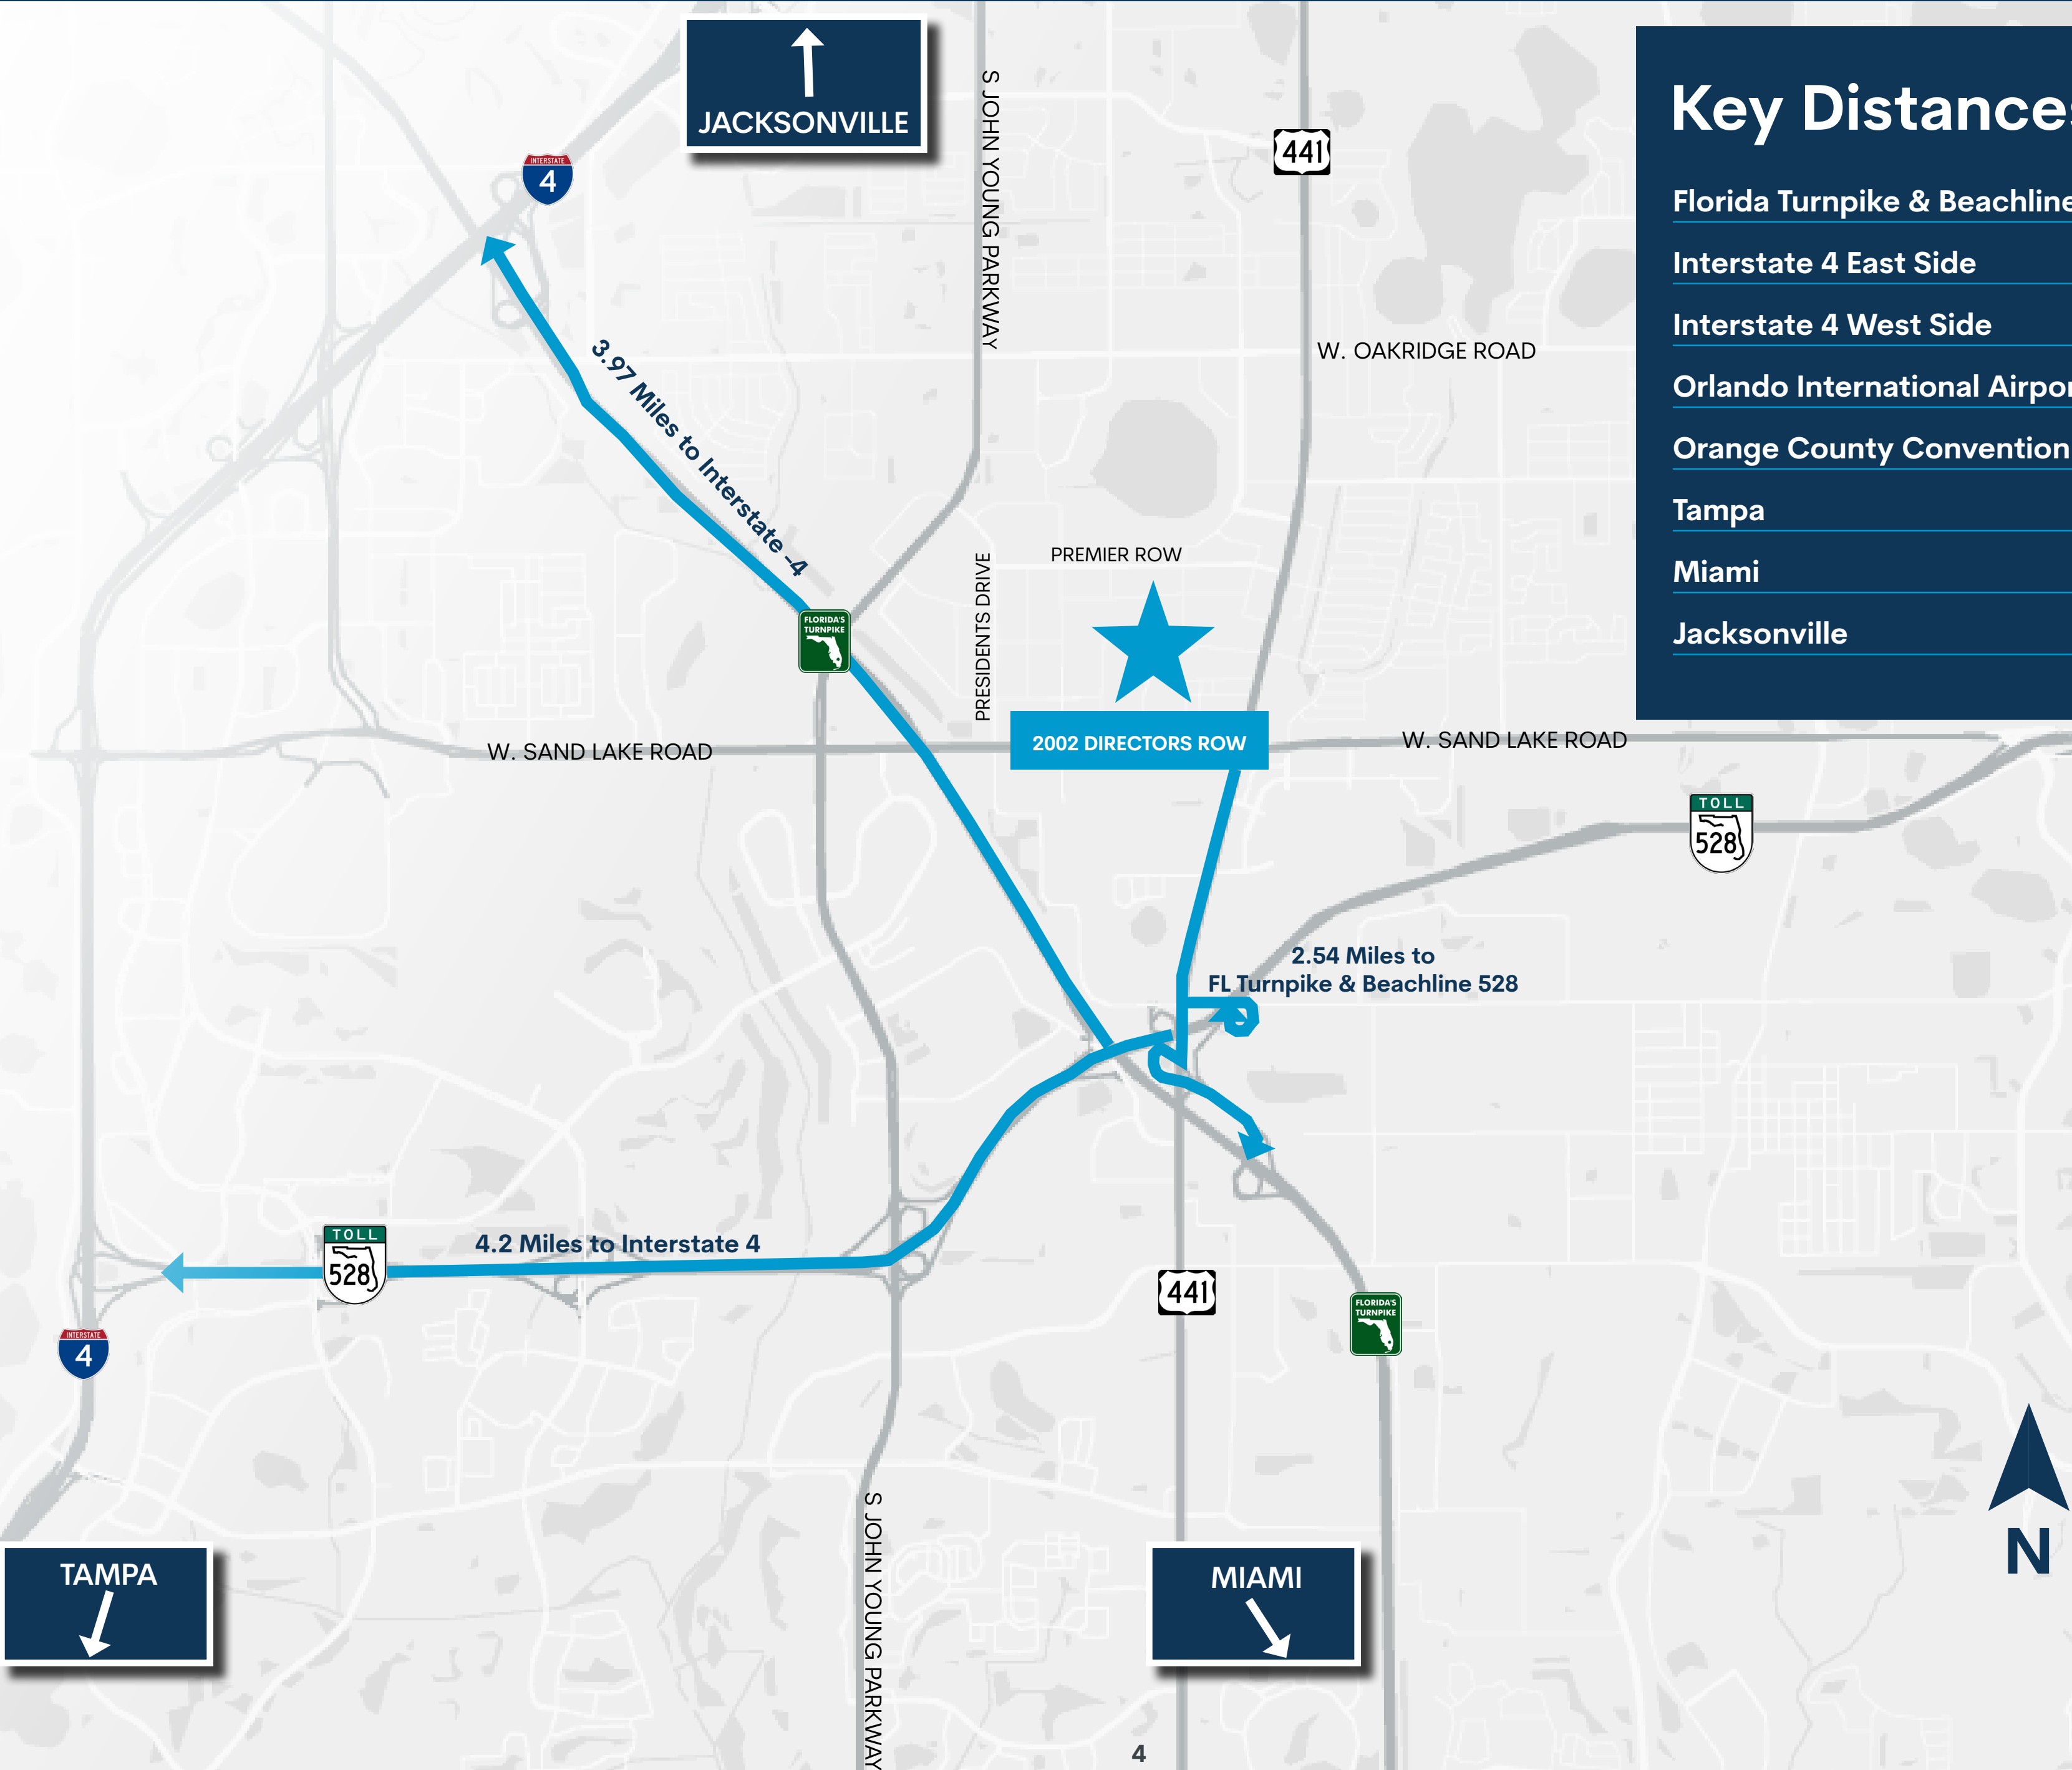 JACKSONVILLE
S JOHN YOUNG PARKWAY
441
INTERSTATE
4
Key Distances
Florida Turnpike & Beachline
Interstate 4 East Side
Interstate 4 West Side
Orlando International Airpor
Orange County Convention
Tampa
Miami
Jacksonville
W. OAKRIDGE ROAD
3.97 Miles to Interstate -4
PREMIER ROW
PRESIDENTS DRIVE
FLORIDA'S
TURNPIKE
2002 DIRECTORS ROW
W. SAND LAKE ROAD
W. SAND LAKE ROAD
TOLL
528
2.54 Miles to
FL Turnpike & Beachline 528
4.2 Miles to Interstate 4
TOLL
528
441
FLORIDA'S
TURNPIKE
INTERSTATE
4
S JOHN YOUNG PARKWAY
TAMPA
MIAMI
N
4